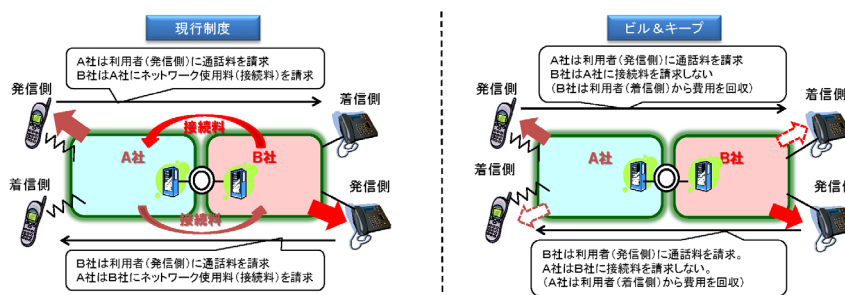 現行制度
A社は利用者(発信側)に通話料を請求
B社はA社にネットワーク使用料(接続料)を請求
発信側
着信側
接続料
A社
B社
着信側
発信側
接続料
B社は利用者(発信側)に通話料を請求
A社はB社にネットワーク使用料(接続料)を請求
ビル&キープ
A社は利用者(発信側)に通話料を請求
B社はA社に接続料を請求しない
(B社は利用者(着信側)から費用を回収)
発信側
着信側
A社
B社
着信側
発信側
B社は利用者(発信側)に通話料を請求。
A社はB社に接続料を請求しない。
(A社は利用者(着信側)から費用を回収)